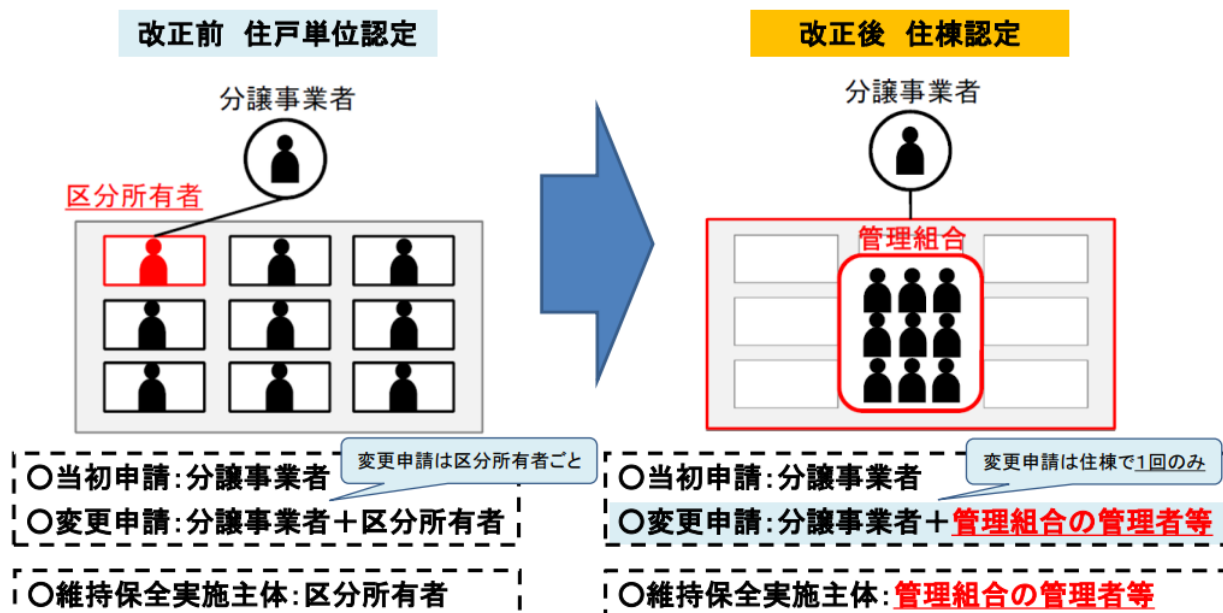 改正前 住戸単位認定
分譲事業者
区分所有者
変更申請は区分所有者ごと
〇当初申請:分譲事業者
〇変更申請:分譲事業者+区分所有者
〇維持保全実施主体:区分所有者
改正後 住棟認定
分譲事業者
管理組合
変更申請は住棟で1回のみ
〇当初申請:分譲事業者
〇変更申請:分譲事業者+管理組合の管理者等
〇維持保全実施主体:管理組合の管理者等